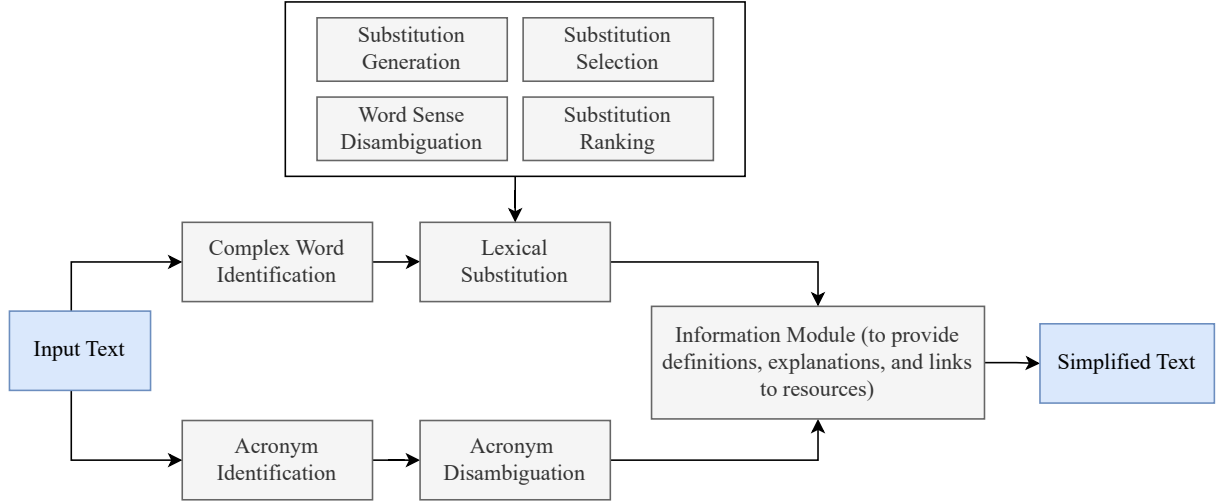 Substitution
Generation
Substitution
Selection
Word Sense
Disambiguation
Substitution
Ranking
Complex Word
Identification
Lexical
Substitution
Input Text
Information Module (to provide
definitions, explanations, and links
to resources)
Simplified Text
Acronym
Identification
Acronym
Disambiguation